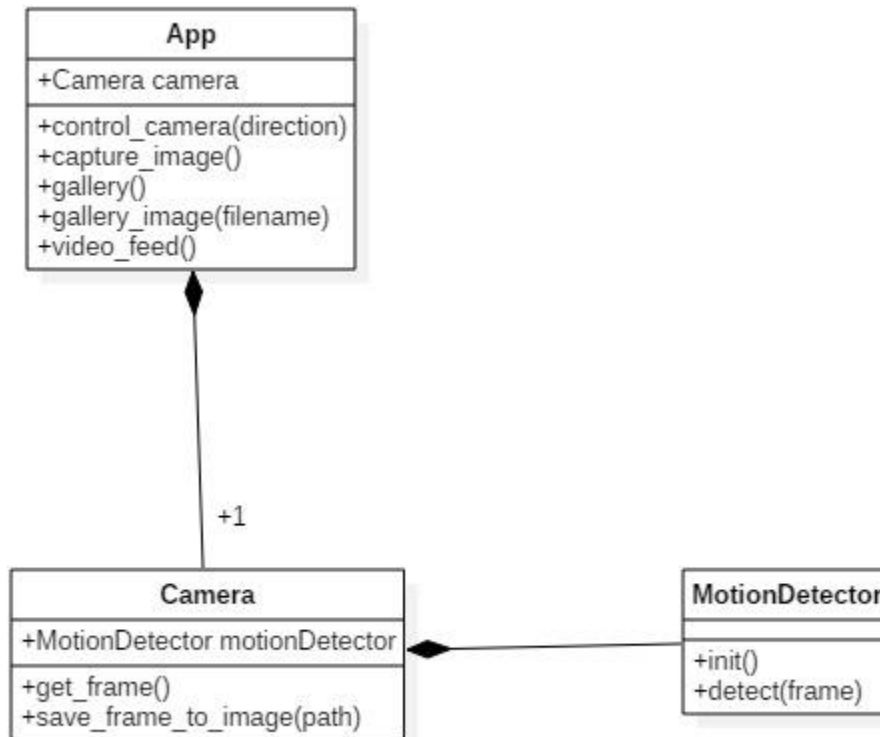 App
+Camera camera
+control_camera(direction)
+capture_image()
+gallery()
+gallery_image(filename)
+video_feed()
+1
Camera
+MotionDetector motionDetector
+get_frame()
+save_frame_to_image(path)
MotionDetector
+init()
+detect(frame)